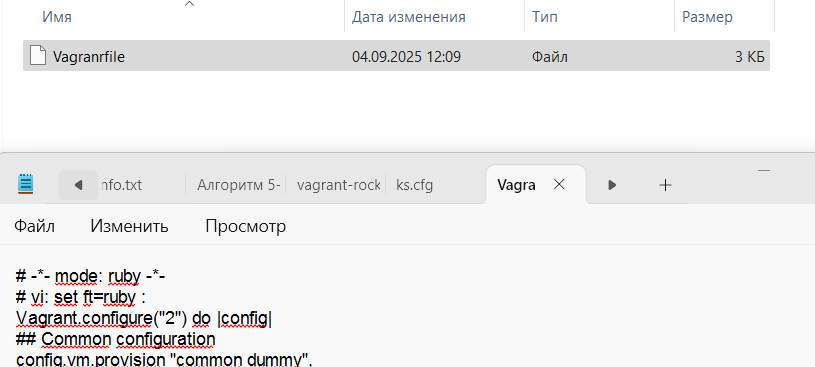 Имя Дата изменения Тип Размер
Vagranrfile 04.09.2025 12:09 Файл 3 КБ
nfo.txt Алгоритм 5- vagrant-rock ks.cfg Vagra
Файл Изменить Просмотр
# -*- mode: ruby -*-
# vi: set ft=ruby :
Vagrant.configure("2") do |config|
## Common configuration
config.vm.provision "common dummy",